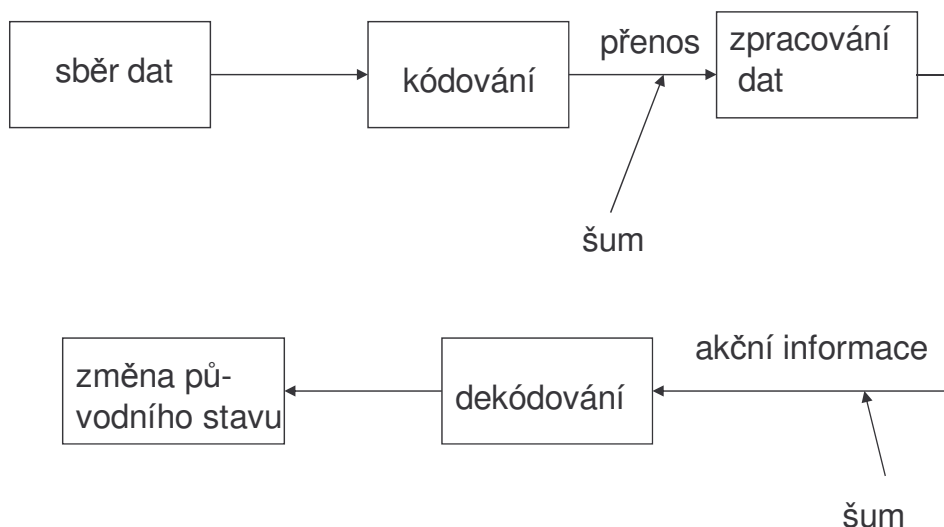 sběr dat
kódování
přenos
zpracování
dat
šum
akční informace
dekódování
změna pů-
vodního stavu
šum